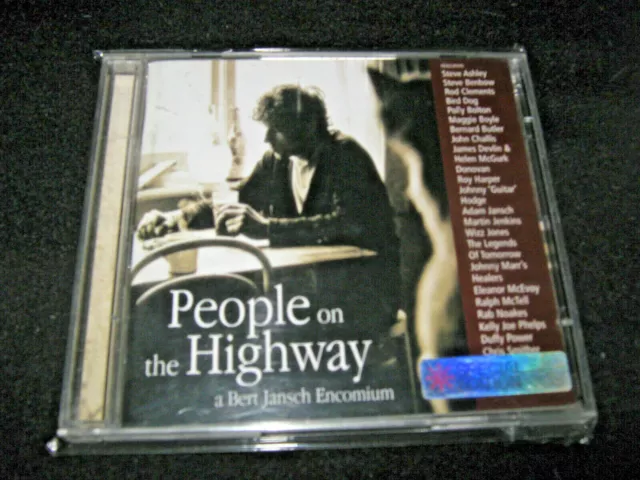 Steve Ashley
Steve Benbow
Rod Clements
Bird Dog
Polly Bolton
Maggie Boyle
Bernard Butler
John Challis
James Devlin &
Helen McGurk
Donovan
Roy Harper
Johnny 'Guitar'
Hodge
Adam Jansch
Martin Jenkins
Wizz Jones
The Legends
Of Tomorrow
Johnny Marr's
Healers
Eleanor McEvoy
Ralph McTell
Rab Noakes
Kelly Joe Phelps
Duffy Power
People on
the Highway
a Bert Jansch Encomium